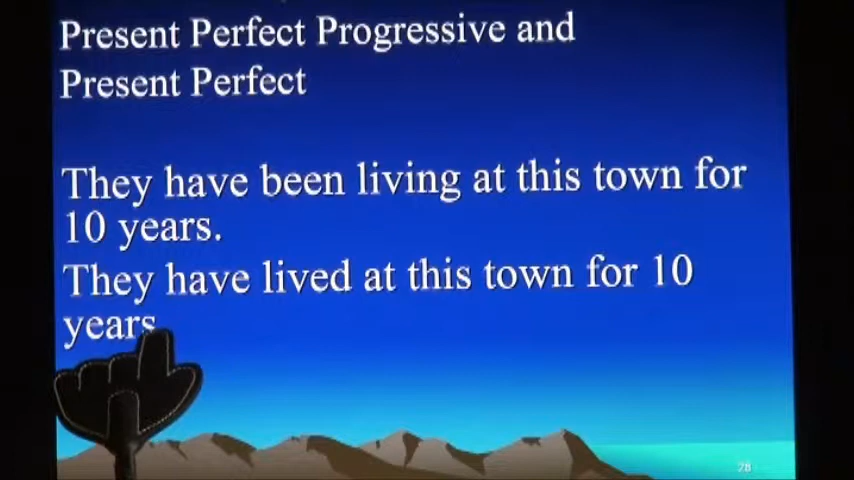 Present Perfect Progressive and
Present Perfect
They have been living at this town for
10 years.
They have lived at this town for 10
years
28